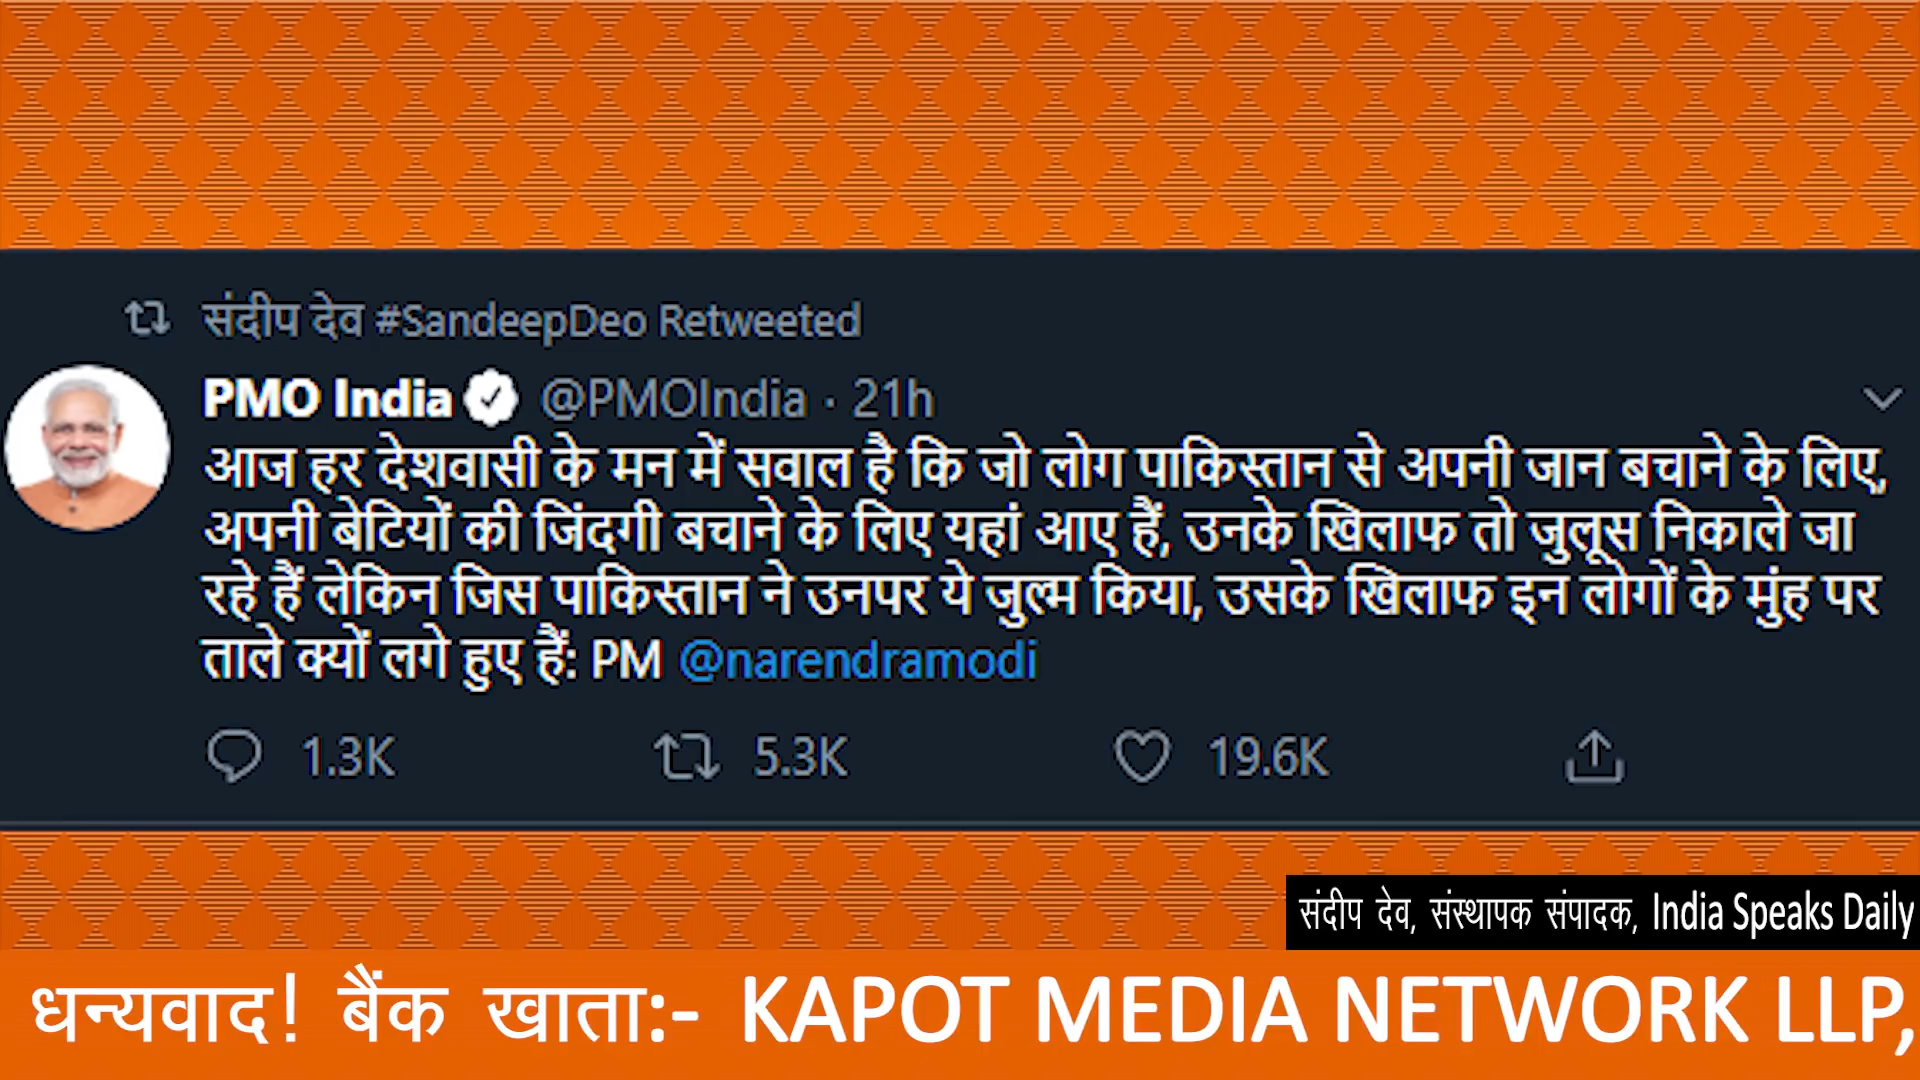 संदीप देव #SandeepDeo Retweeted
PMO India @PMOIndia · 21h
आज हर देशवासी के मन में सवाल है कि जो लोग पाकिस्तान से अपनी जान बचाने के लिए,
अपनी बेटियों की जिंदगी बचाने के लिए यहां आए हैं, उनके खिलाफ तो जुलूस निकाले जा
रहे हैं लेकिन जिस पाकिस्तान ने उनपर ये जुल्म किया, उसके खिलाफ इन लोगों के मुंह पर
ताले क्यों लगे हुए हैं: PM @narendramodi
1.3K 5.3K 19.6K
संदीप देव, संस्थापक संपादक, India Speaks Daily
धन्यवाद! बैंक खाता:- KAPOT MEDIA NETWORK LLP,